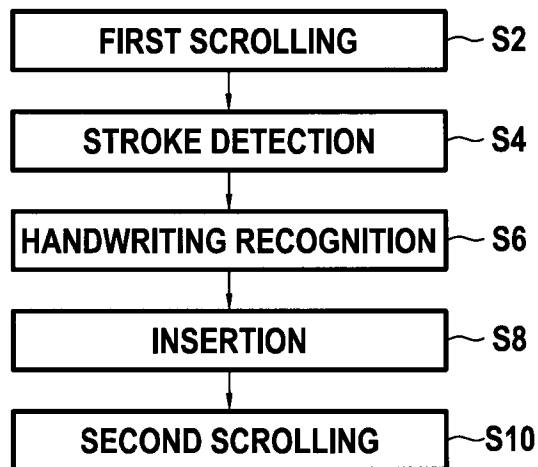 FIRST SCROLLING S2
STROKE DETECTION S4
HANDWRITING RECOGNITION S6
INSERTION S8
SECOND SCROLLING S10